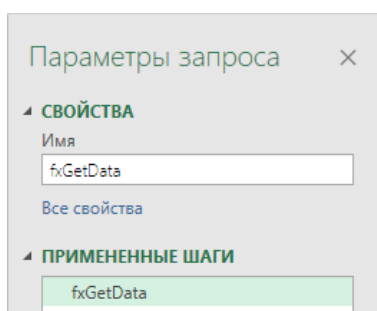 Параметры запроса
СВОЙСТВА
Имя
fxGetData
Все свойства
ПРИМЕНЕННЫЕ ШАГИ
fxGetData